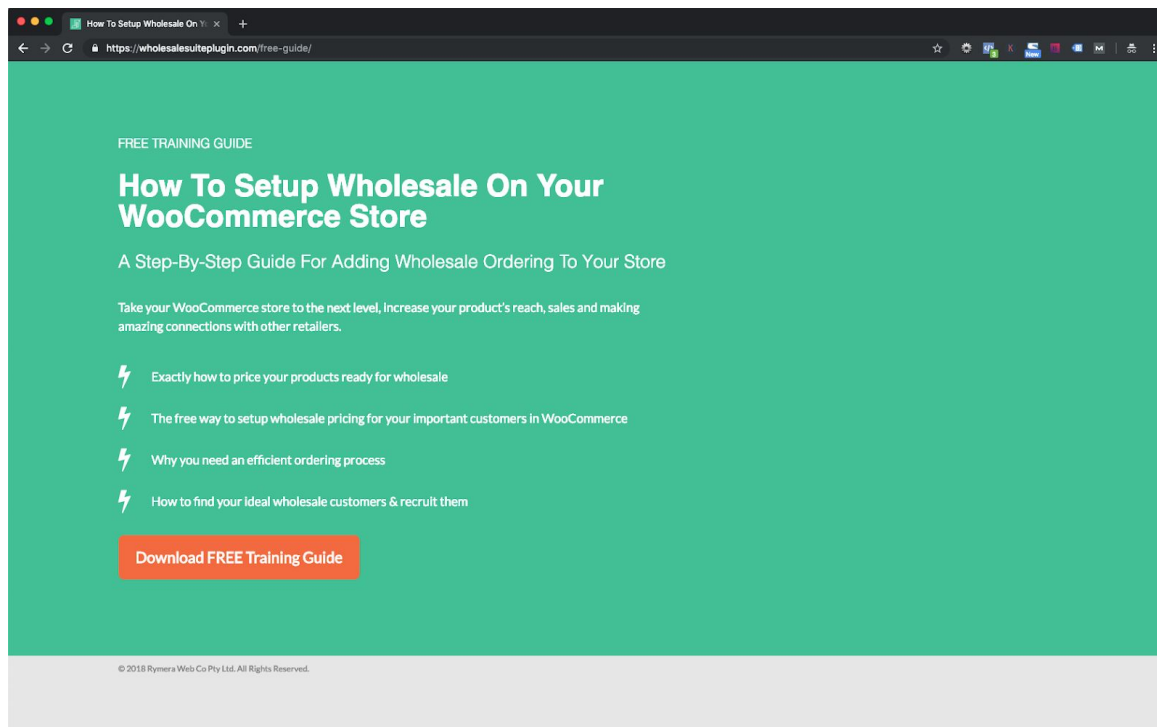 How To Setup Wholesale On Yo
https://wholesalesuiteplugin.com/free-guide/
New
FREE TRAINING GUIDE
How To Setup Wholesale On Your
WooCommerce Store
A Step-By-Step Guide For Adding Wholesale Ordering To Your Store
Take your WooCommerce store to the next level, increase your product's reach, sales and making
amazing connections with other retailers.
Exactly how to price your products ready for wholesale
The free way to setup wholesale pricing for your important customers in WooCommerce
Why you need an efficient ordering process
How to find your ideal wholesale customers & recruit them
Download FREE Training Guide
© 2018 Rymera Web Co Pty Ltd. All Rights Reserved.